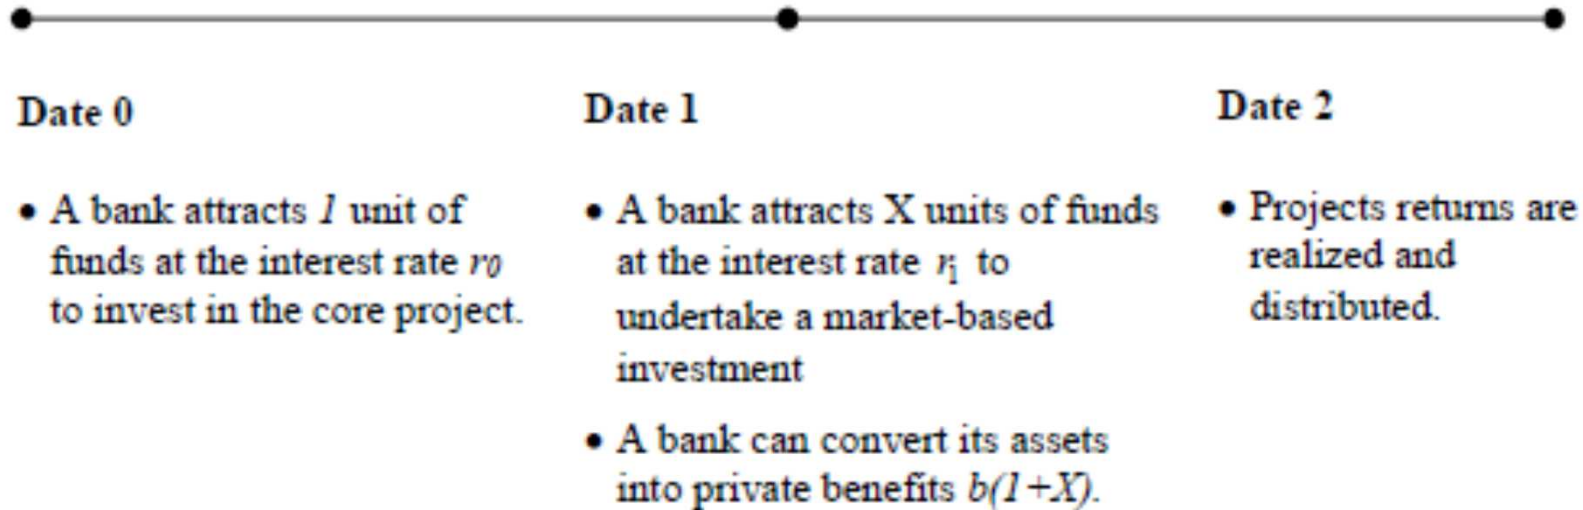 Date 0
• A bank attracts 1 unit of
funds at the interest rate r₀
to invest in the core project.
Date 1
• A bank attracts X units of funds
at the interest rate rᵢ to
undertake a market-based
investment
• A bank can convert its assets
into private benefits b(1+X).
Date 2
• Projects returns are
realized and
distributed.